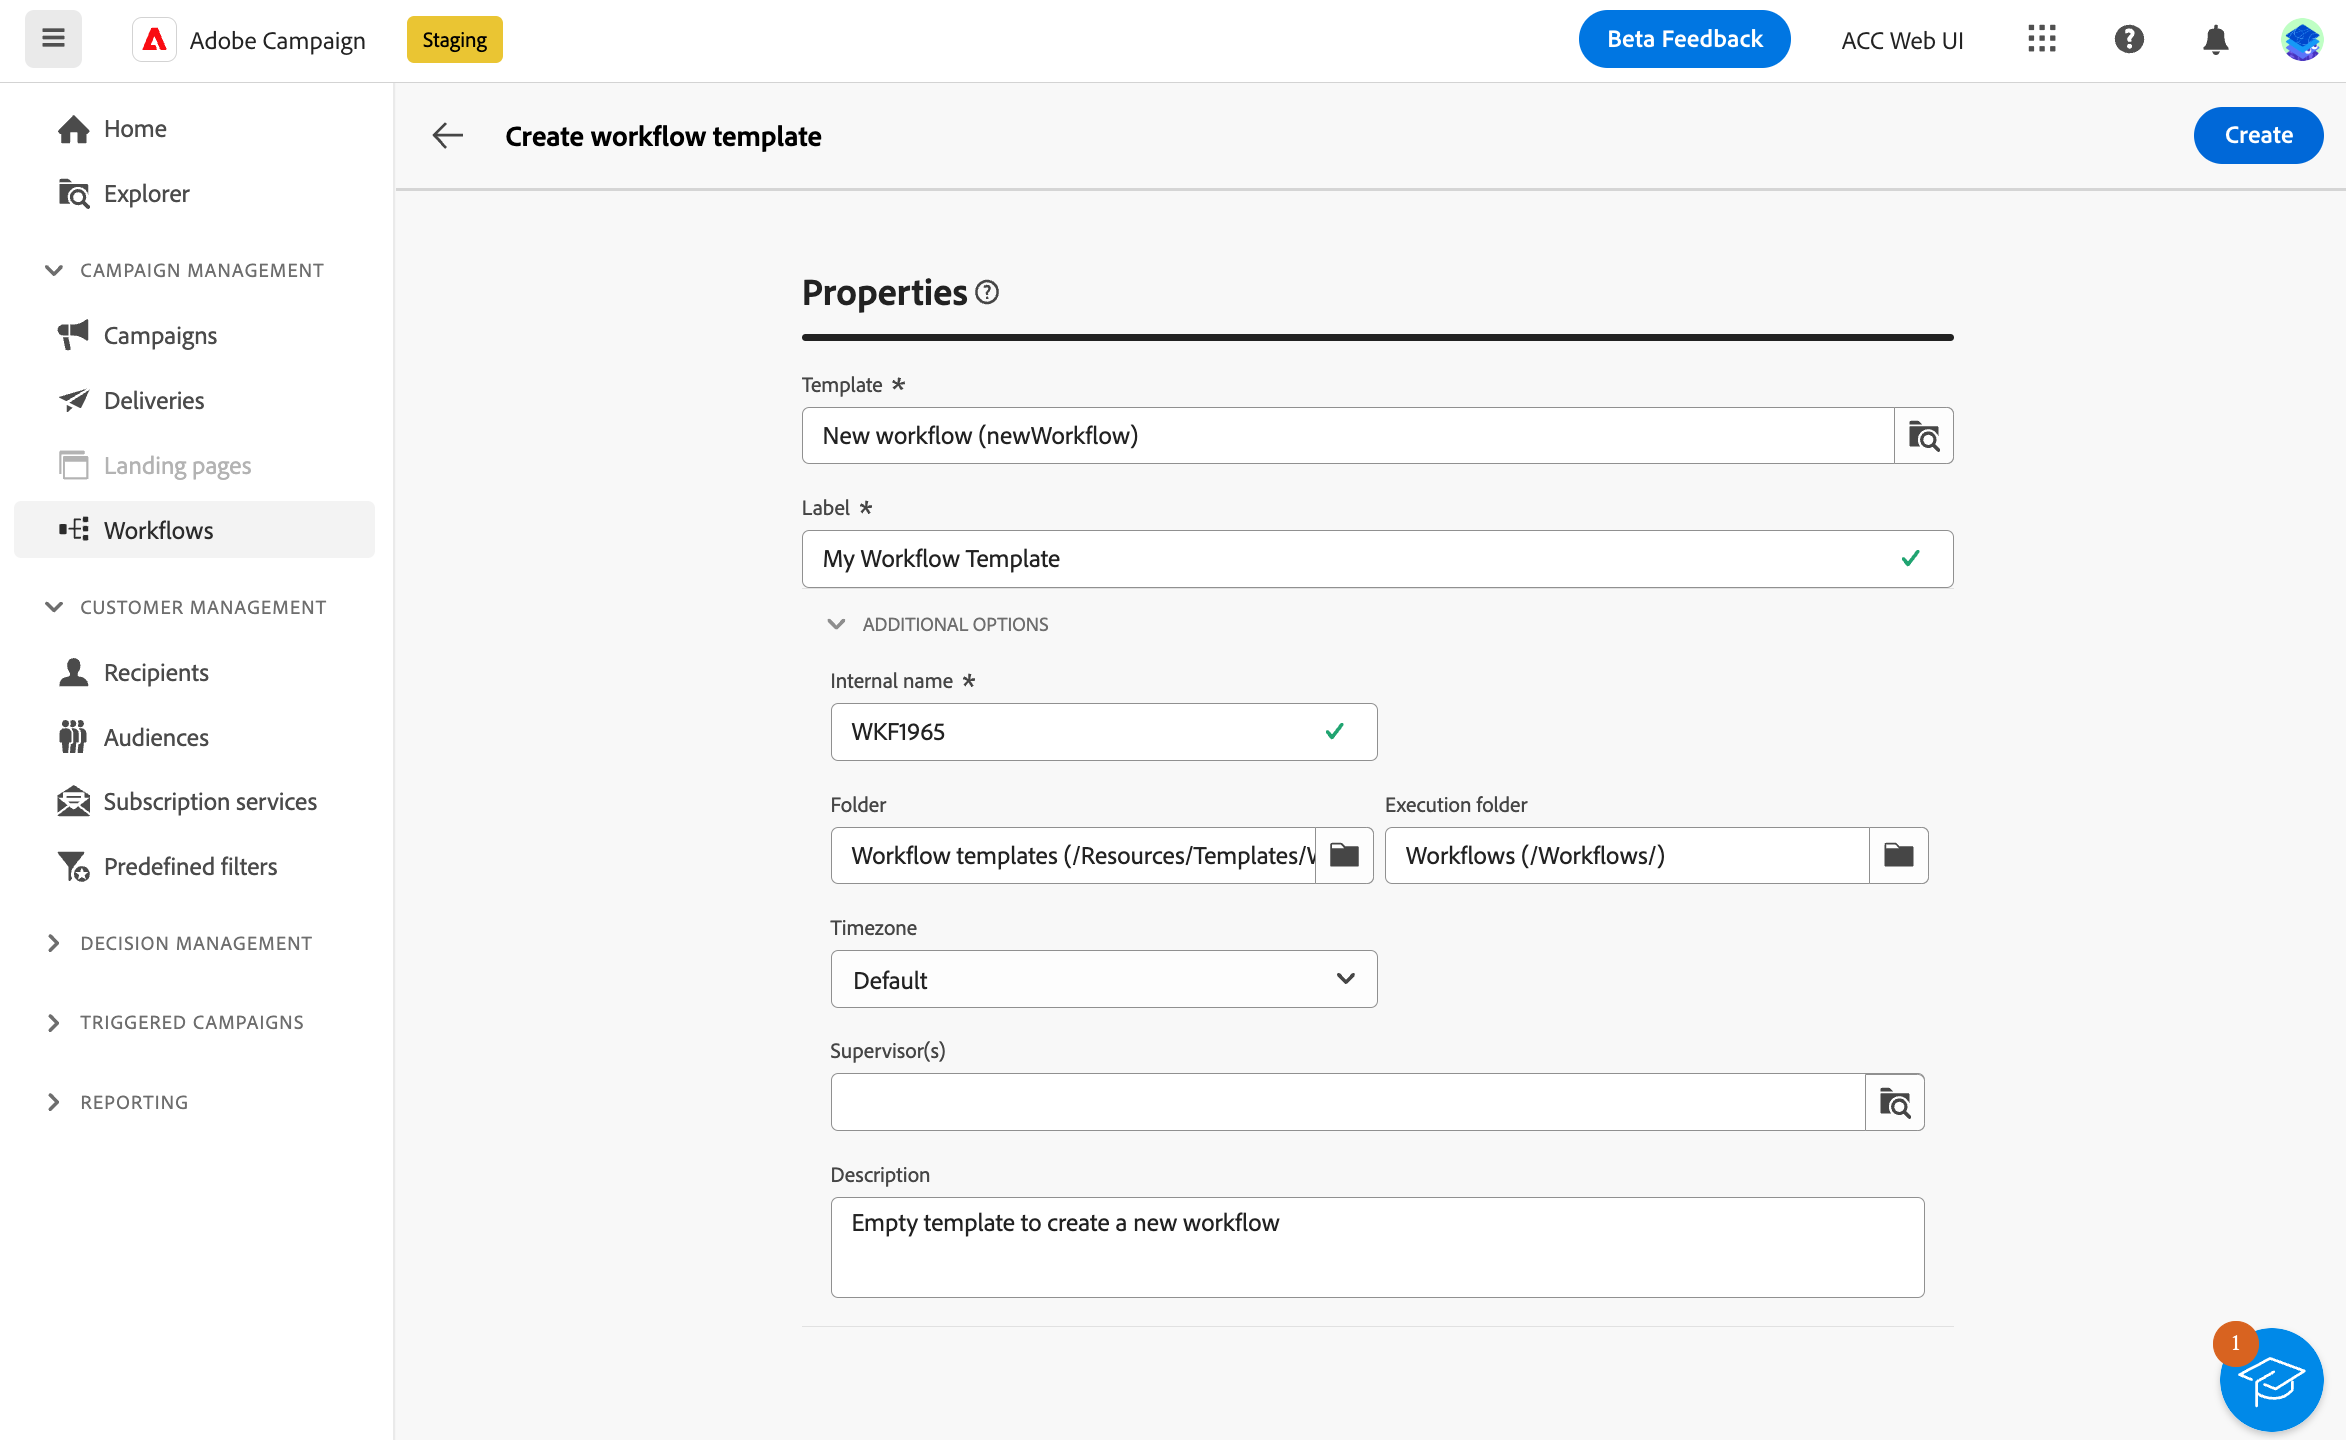 Adobe Campaign
Staging
Beta Feedback
ACC Web UI
Home
Explorer
CAMPAIGN MANAGEMENT
Campaigns
Deliveries
Landing pages
Workflows
CUSTOMER MANAGEMENT
Recipients
Audiences
Subscription services
Predefined filters
DECISION MANAGEMENT
TRIGGERED CAMPAIGNS
REPORTING
Create workflow template
Create
Properties
Template *
New workflow (newWorkflow)
Label *
My Workflow Template
ADDITIONAL OPTIONS
Internal name *
WKF1965
Folder
Execution folder
Workflow templates (/Resources/Templates/
Workflows (/Workflows/)
Timezone
Default
Supervisor(s)
Description
Empty template to create a new workflow
1